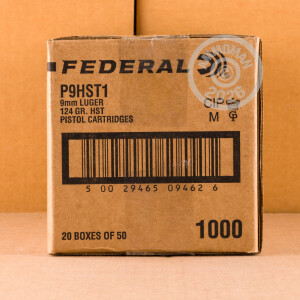 FEDERAL
P9HST1
9mm LUGER
124 GR. HST
PISTOL CARTRIDGES
CIP
M
5 00 29465 09462 6
20 BOXES OF 50
1000
2026